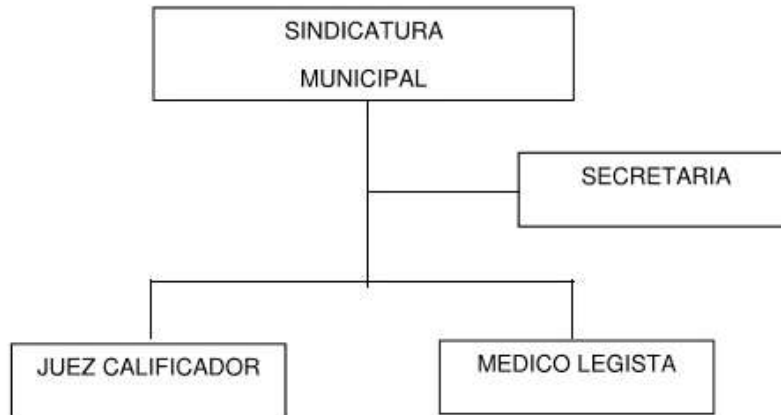 SINDICATURA
MUNICIPAL
SECRETARIA
JUEZ CALIFICADOR
MEDICO LEGISTA